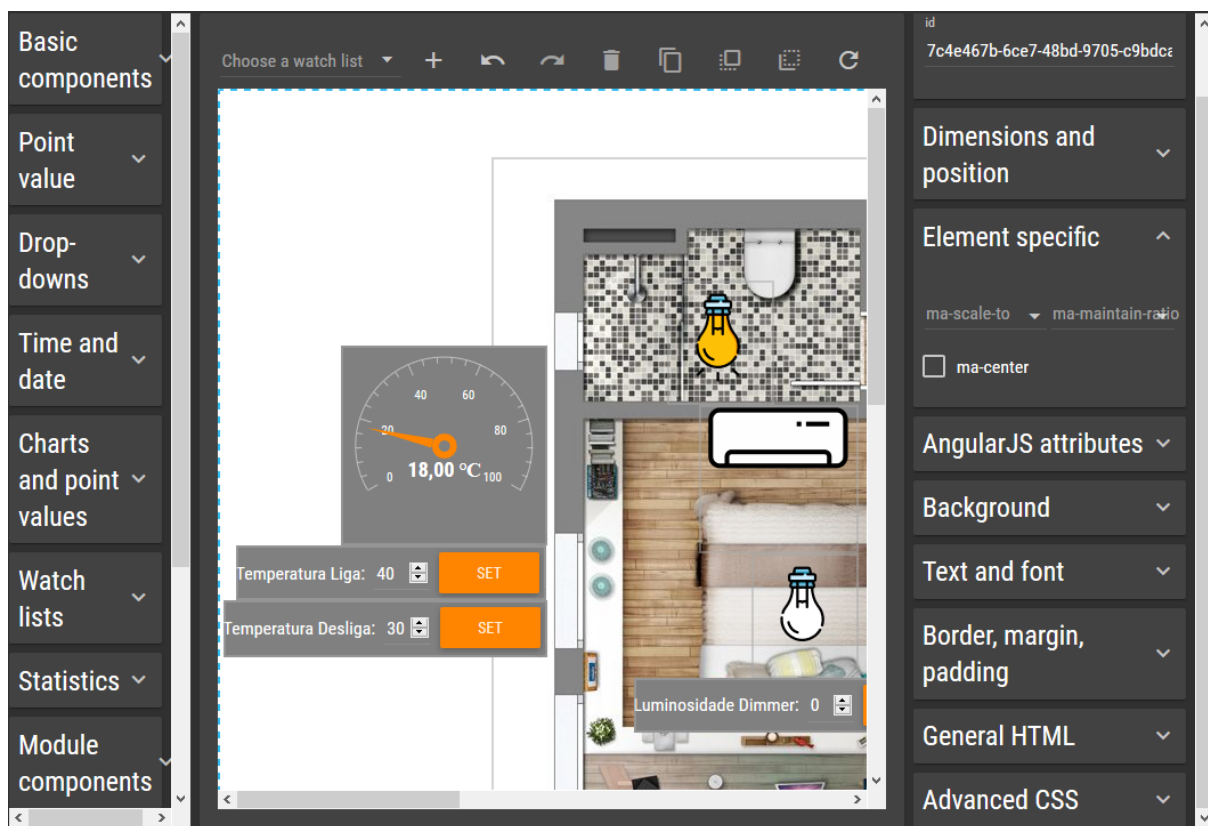 Basic
components
Point
value
Drop-
downs
Time and
date
Charts
and point
values
Watch
lists
Statistics
Module
components
Choose a watch list
40
60
20
80
0
18,00 °C
100
Temperatura Liga: 40
SET
Temperatura Desliga: 30
SET
Luminosidade Dimmer: 0
id
7c4e467b-6ce7-48bd-9705-c9bdca
Dimensions and
position
Element specific
ma-scale-to
ma-maintain-ratio
ma-center
AngularJS attributes
Background
Text and font
Border, margin,
padding
General HTML
Advanced CSS